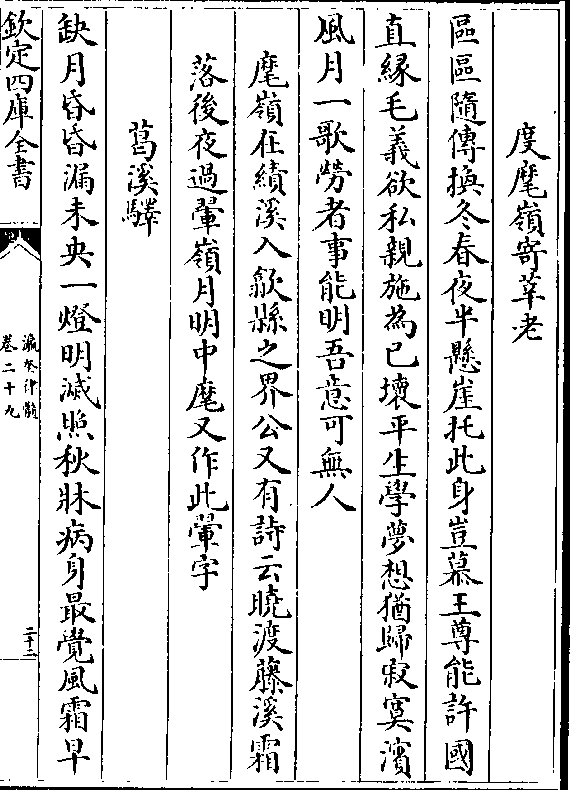 度麾嶺寄莘老
區區隨傳換冬春夜半懸崖托此身豈慕王尊能許國
直縁毛義欲私親施為已壞平生學夢想猶歸寂寞濱
風月一歌勞者事能明吾意可無人
麾嶺在績溪入歙縣之界公又有詩云曉渡藤溪霜
落後夜過翬嶺月明中麾又作此翬字
葛溪驛
缺月昏昏漏未央一燈明滅照秋牀病身最覺風霜早
欽定四庫全書
瀛奎律髓
卷二十九
二十二